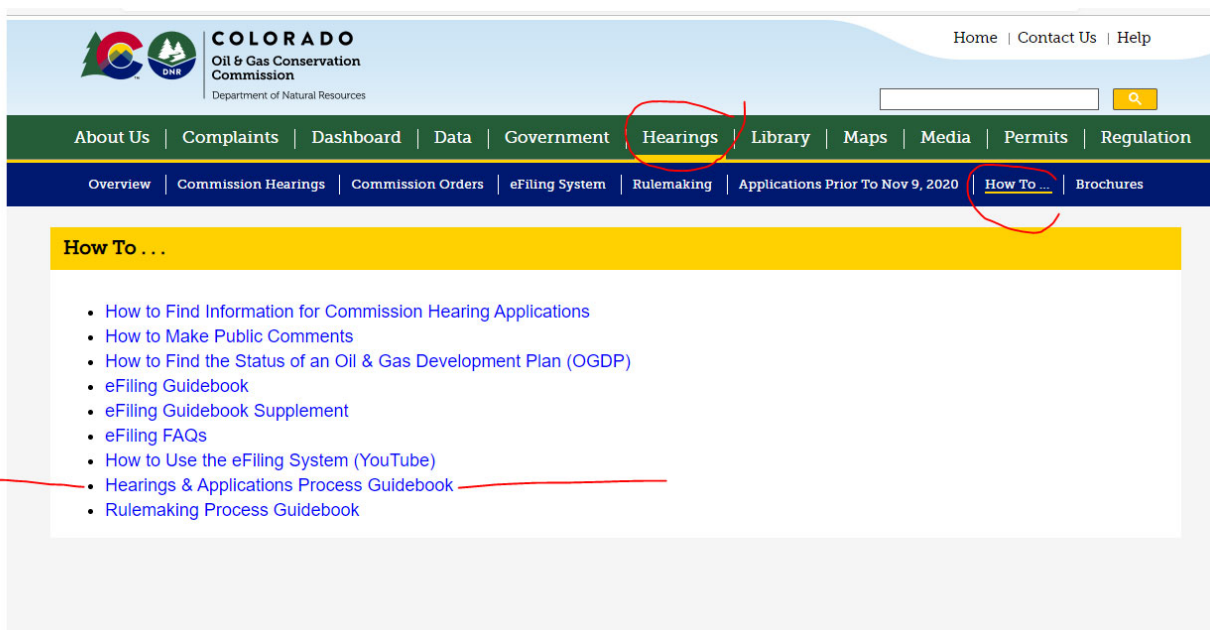 COLORADO
Oil & Gas Conservation
Commission
Department of Natural Resources
DNR
Home | Contact Us | Help
About Us | Complaints | Dashboard | Data | Government | Hearings | Library | Maps | Media | Permits | Regulation
Overview | Commission Hearings | Commission Orders | eFiling System | Rulemaking | Applications Prior To Nov 9, 2020 | How To ... | Brochures
How To . . .
• How to Find Information for Commission Hearing Applications
• How to Make Public Comments
• How to Find the Status of an Oil & Gas Development Plan (OGDP)
• eFiling Guidebook
• eFiling Guidebook Supplement
• eFiling FAQs
• How to Use the eFiling System (YouTube)
• Hearings & Applications Process Guidebook
• Rulemaking Process Guidebook